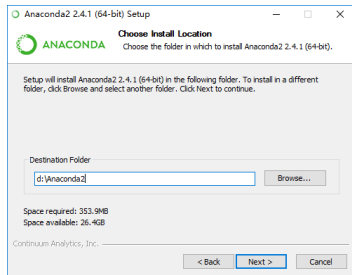 Anaconda2 2.4.1 (64-bit) Setup
ANACONDA
Choose Install Location
Choose the folder in which to install Anaconda2 2.4.1 (64-bit).
Setup will install Anaconda2 2.4.1 (64-bit) in the following folder. To install in a different
folder, click Browse and select another folder. Click Next to continue.
Destination Folder
d:\Anaconda2
Browse...
Space required: 353.9MB
Space available: 26.4GB
Continuum Analytics, Inc.
< Back
Next >
Cancel